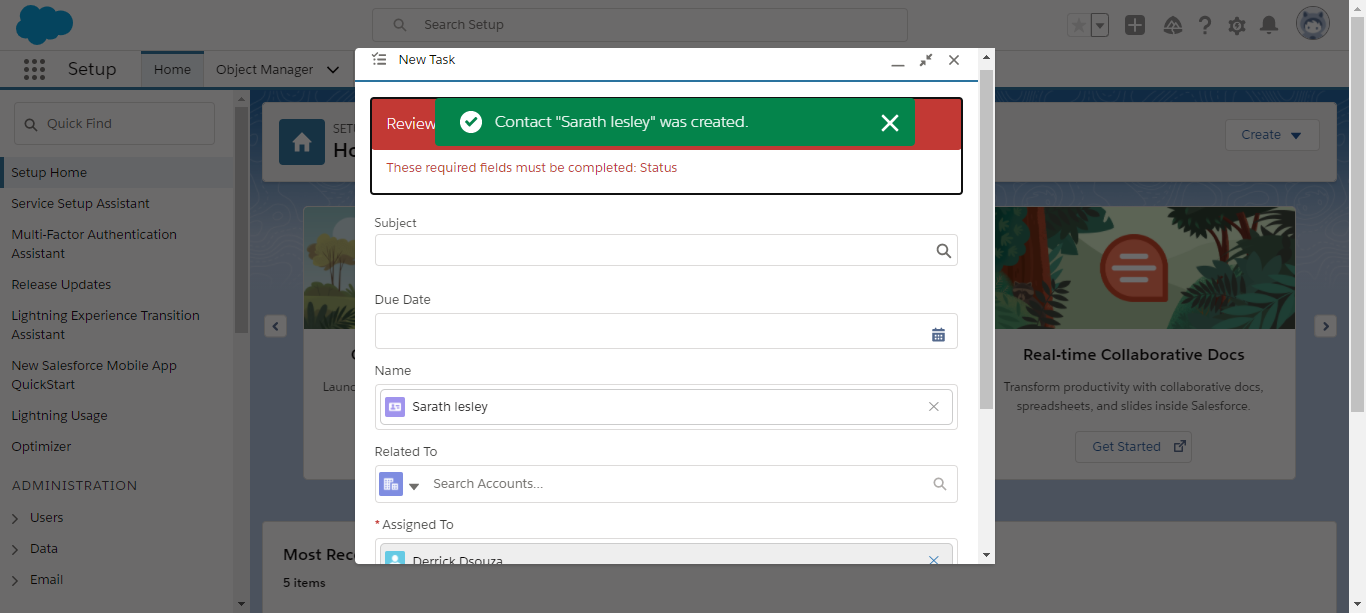 Search Setup
Setup
Home
Object Manager
Quick Find
Setup Home
Service Setup Assistant
Multi-Factor Authentication
Assistant
Release Updates
Lightning Experience Transition
Assistant
New Salesforce Mobile App
QuickStart
Lightning Usage
Optimizer
ADMINISTRATION
Users
Data
Email
SETU
Ho
Create
New Task
Review
Contact "Sarath Iesley" was created.
These required fields must be completed: Status
Subject
Due Date
Name
Sarath Iesley
Related To
Search Accounts...
*Assigned To
Derrick Dsouza
Launc
Real-time Collaborative Docs
Transform productivity with collaborative docs,
spreadsheets, and slides inside Salesforce.
Get Started
Most Rece
5 items